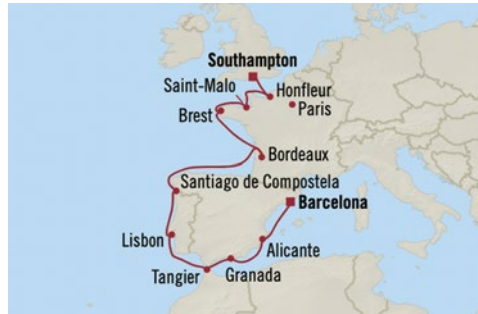 Southampton
Saint-Malo
Honfleur
Paris
Brest
Bordeaux
Santiago de Compostela
Barcelona
Lisbon
Alicante
Tangier
Granada